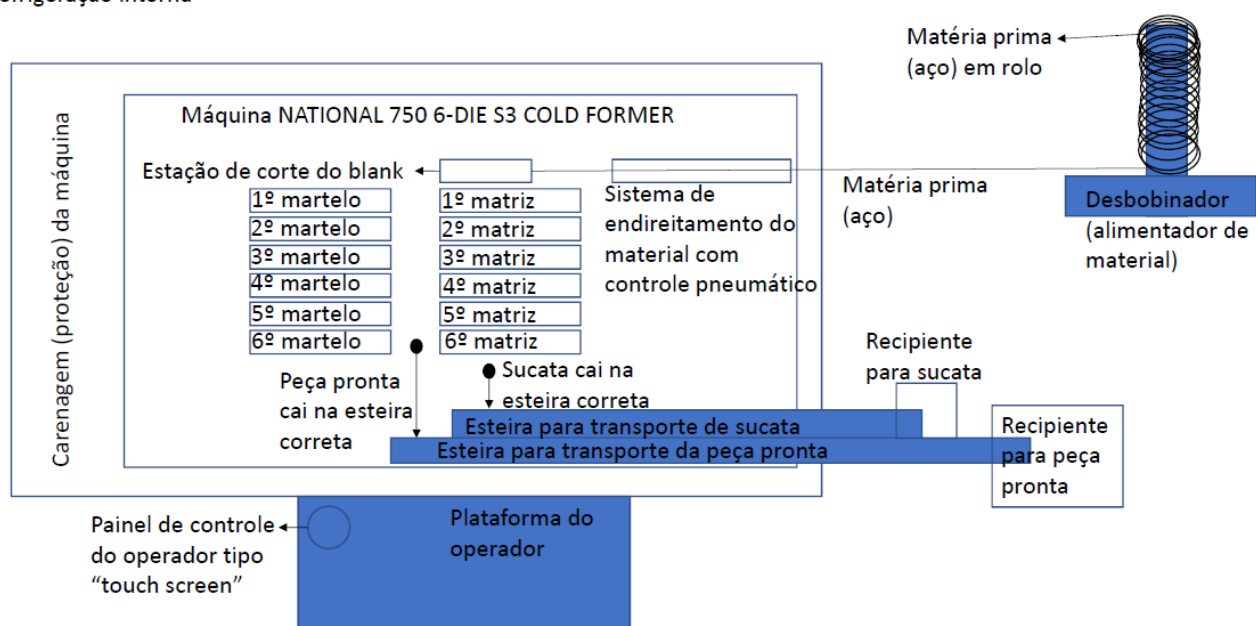 Matéria prima
(aço) em rolo
Carenagem (proteção) da máquina
Máquina NATIONAL 750 6-DIE S3 COLD FORMER
Estação de corte do blank
1º martelo
2º martelo
3º martelo
4º martelo
5º martelo
6º martelo
1º matriz
2º matriz
3º matriz
4º matriz
5º matriz
6º matriz
Sistema de
endireitamento do
material com
controle pneumático
Matéria prima
(aço)
Desbobinador
(alimentador de
material)
Peça pronta
cai na esteira
correta
Sucata cai na
esteira correta
Recipiente
para sucata
Esteira para transporte de sucata
Esteira para transporte da peça pronta
Recipiente
para peça
pronta
Painel de controle
do operador tipo
“touch screen”
Plataforma do
operador